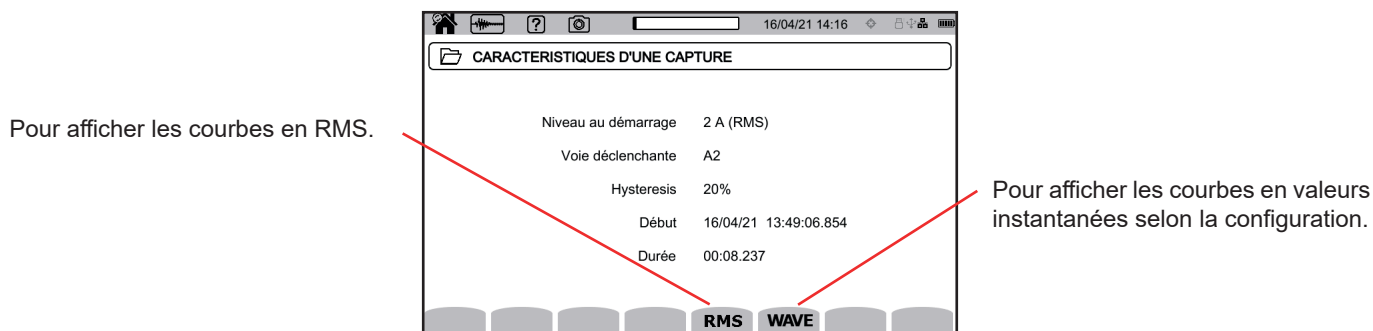 16/04/21 14:16
CARACTERISTIQUES D'UNE CAPTURE
Pour afficher les courbes en RMS.
Niveau au démarrage 2 A (RMS)
Voie déclenchante A2
Hysteresis 20%
Début 16/04/21 13:49:06.854
Durée 00:08.237
Pour afficher les courbes en valeurs
instantanées selon la configuration.
RMS WAVE